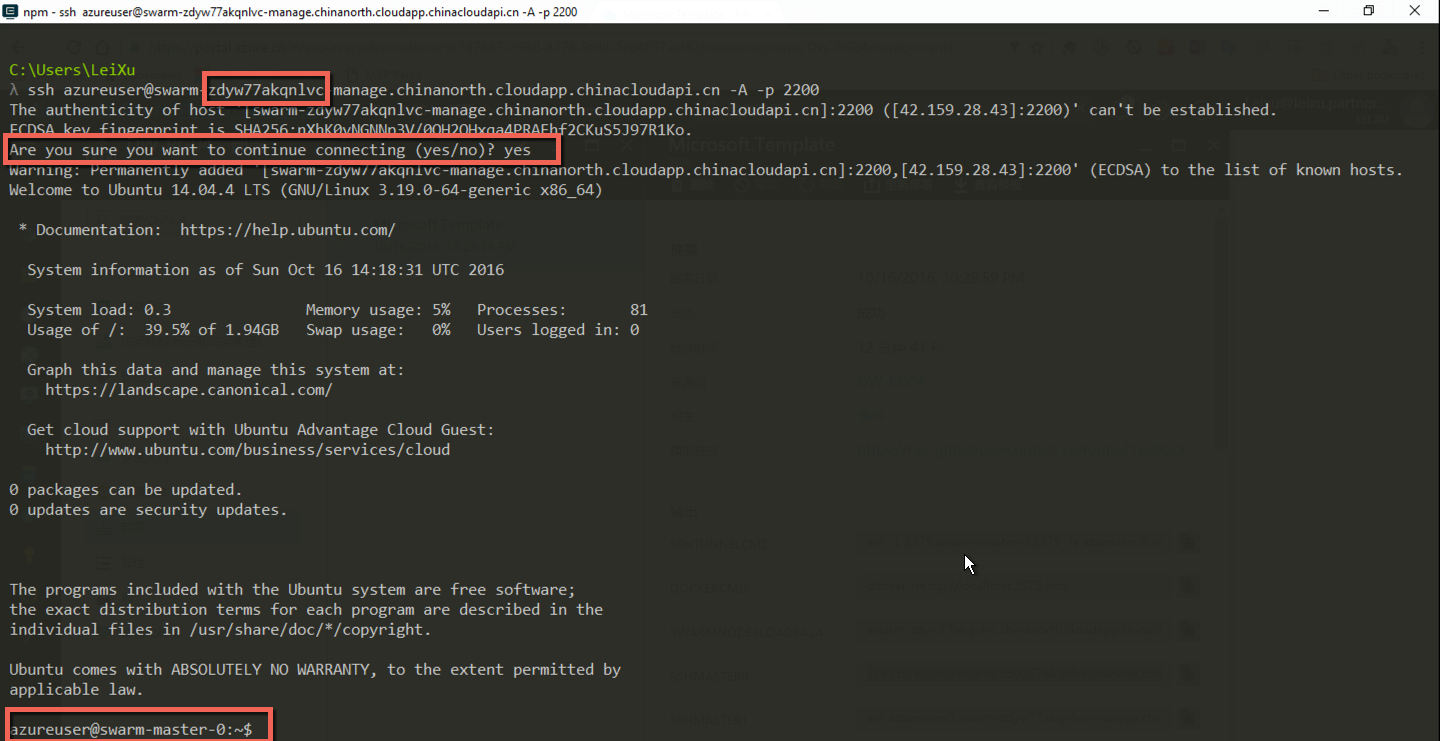 npm - ssh  azureuser@swarm-zdyw77akqnlvc-manage.chinanorth.cloudapp.chinacloudapi.cn -A -p 2200
C:\Users\LeiXu
λ ssh azureuser@swarm-zdyw77akqnlvc-manage.chinanorth.cloudapp.chinacloudapi.cn -A -p 2200
The authenticity of host '[swarm-zdyw77akqnlvc-manage.chinanorth.cloudapp.chinacloudapi.cn]:2200 ([42.159.28.43]:2200)' can't be established.
ECDSA key fingerprint is
Are you sure you want to continue connecting (yes/no)? yes
Warning: Permanently added '[swarm-zdyw77akqnlvc-manage.chinanorth.cloudapp.chinacloudapi.cn]:2200,[42.159.28.43]:2200' (ECDSA) to the list of known hosts.
Welcome to Ubuntu 14.04.4 LTS (GNU/Linux 3.19.0-64-generic x86_64)
* Documentation:  https://help.ubuntu.com/
System information as of Sun Oct 16 14:18:31 UTC 2016
System load: 0.3 Memory usage: 5% Processes: 81
Usage of /: 39.5% of 1.94GB Swap usage: 0% Users logged in: 0
Graph this data and manage this system at:
https://landscape.canonical.com/
Get cloud support with Ubuntu Advantage Cloud Guest:
http://www.ubuntu.com/business/services/cloud
0 packages can be updated.
0 updates are security updates.
The programs included with the Ubuntu system are free software;
the exact distribution terms for each program are described in the
individual files in /usr/share/doc/*/copyright.
Ubuntu comes with ABSOLUTELY NO WARRANTY, to the extent permitted by
applicable law.
azureuser@swarm-master-0:~$
Microsoft.Template